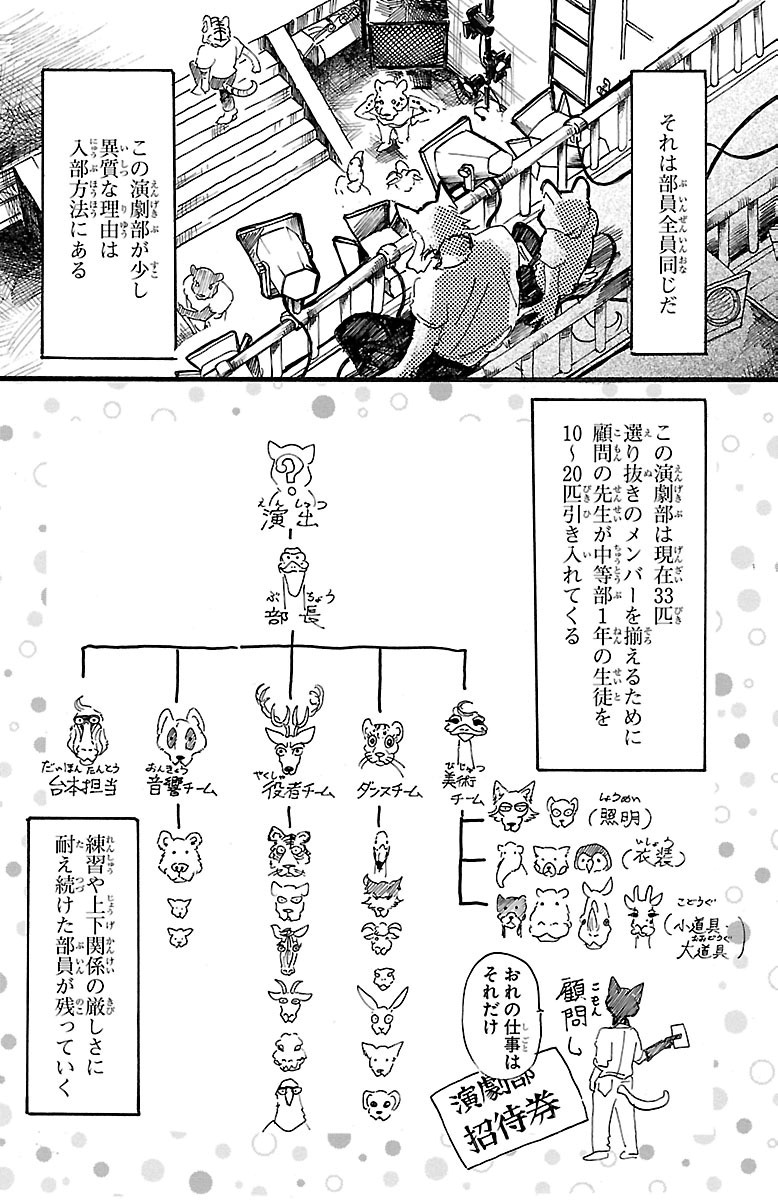 それは部員全員同じだ
この演劇部が少し
異質な理由は
入部方法にある
この演劇部は現在33匹
選り抜きのメンバーを揃えるために
顧問の先生が中等部1年の生徒を
10〜20匹引き入れてくる
?
演出
部長
台本担当
音響チーム
役者チーム
ダンスチーム
美術
チーム
(照明)
(衣装)
(小道具・
大道具)
顧問
おれの仕事は
それだけ
演劇部
招待券
練習や上下関係の厳しさに
耐え続けた部員が残っていく